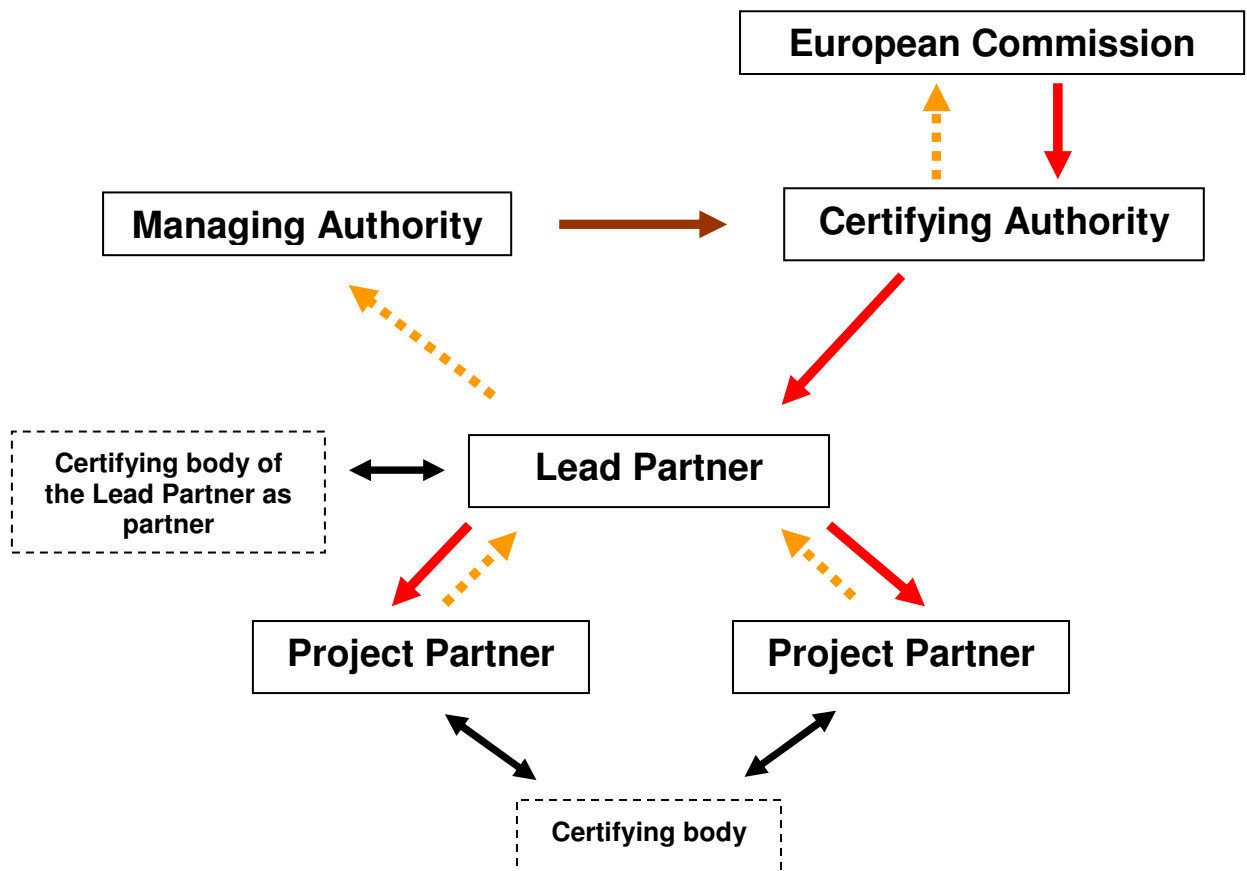 European Commission
Managing Authority
Certifying Authority
Certifying body of
the Lead Partner as
partner
Lead Partner
Project Partner
Project Partner
Certifying body